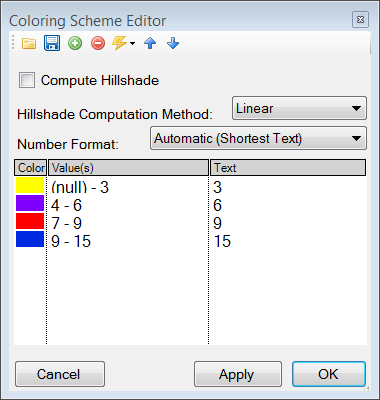 Coloring Scheme Editor
Compute Hillshade
Hillshade Computation Method: Linear
Number Format: Automatic (Shortest Text)
Color Value(s) Text
(null) - 3 3
4 - 6 6
7 - 9 9
9 - 15 15
Cancel Apply OK